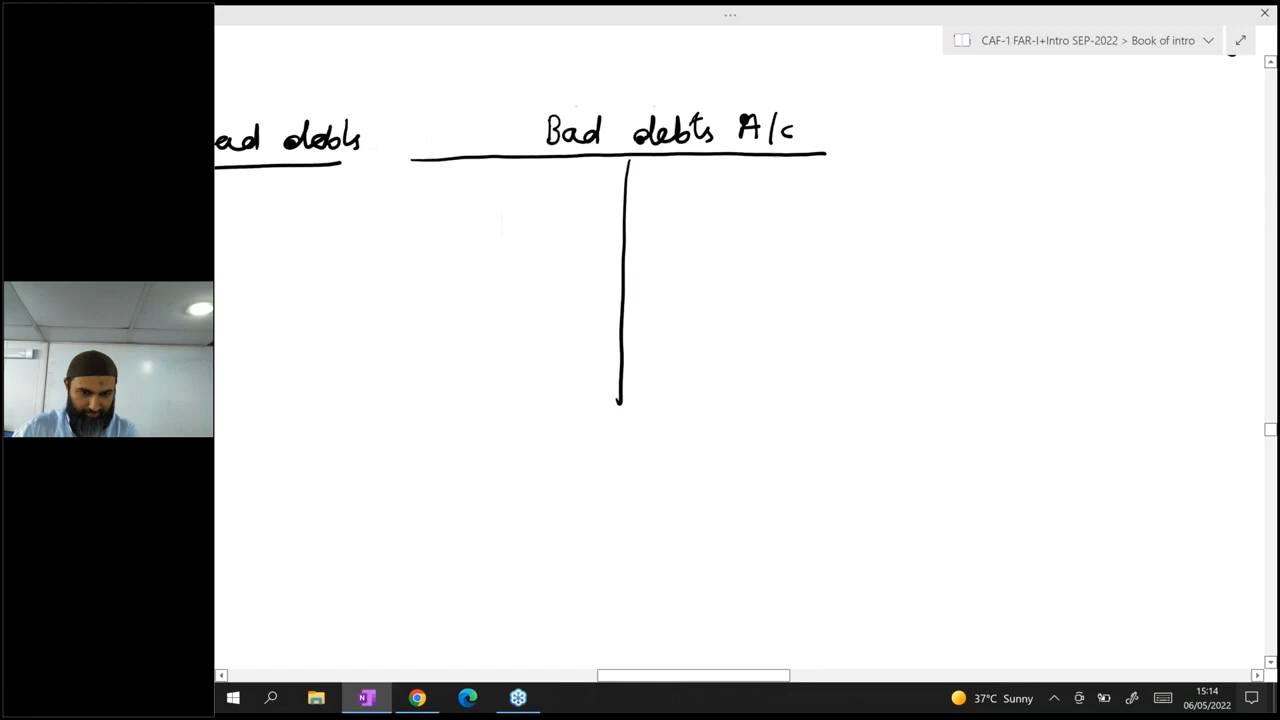 CAF-1 FAR-I+Intro SEP-2022 > Book of intro
ead debts
Bad debts A/c
37°C Sunny
15:14
06/05/2022